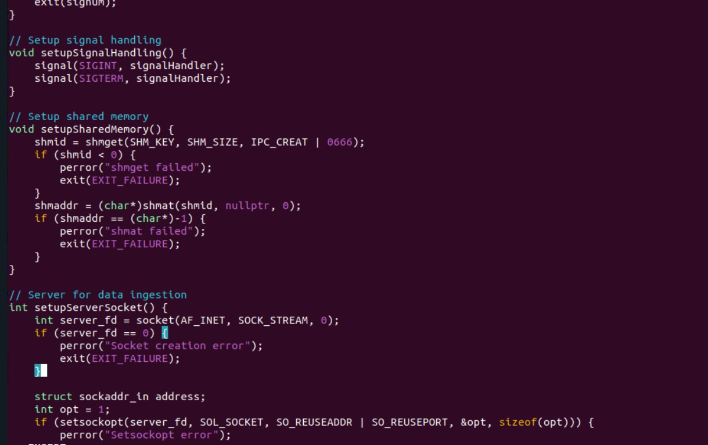 exit(signum);
}

// Setup signal handling
void setupSignalHandling() {
    signal(SIGINT, signalHandler);
    signal(SIGTERM, signalHandler);
}

// Setup shared memory
void setupSharedMemory() {
    shmid = shmget(SHM_KEY, SHM_SIZE, IPC_CREAT | 0666);
    if (shmid < 0) {
        perror("shmget failed");
        exit(EXIT_FAILURE);
    }
    shmaddr = (char*)shmat(shmid, nullptr, 0);
    if (shmaddr == (char*)-1) {
        perror("shmat failed");
        exit(EXIT_FAILURE);
    }
}

// Server for data ingestion
int setupServerSocket() {
    int server_fd = socket(AF_INET, SOCK_STREAM, 0);
    if (server_fd == 0) {
        perror("Socket creation error");
        exit(EXIT_FAILURE);
    }

    struct sockaddr_in address;
    int opt = 1;
    if (setsockopt(server_fd, SOL_SOCKET, SO_REUSEADDR | SO_REUSEPORT, &opt, sizeof(opt))) {
        perror("Setsockopt error");